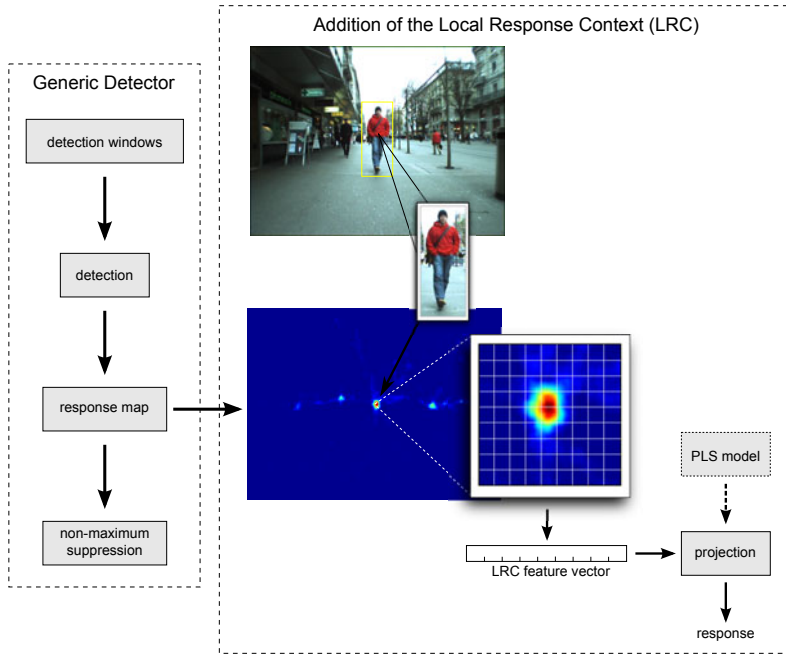 Generic Detector
detection windows
detection
response map
non-maximum
suppression
Addition of the Local Response Context (LRC)
LRC feature vector
PLS model
projection
response